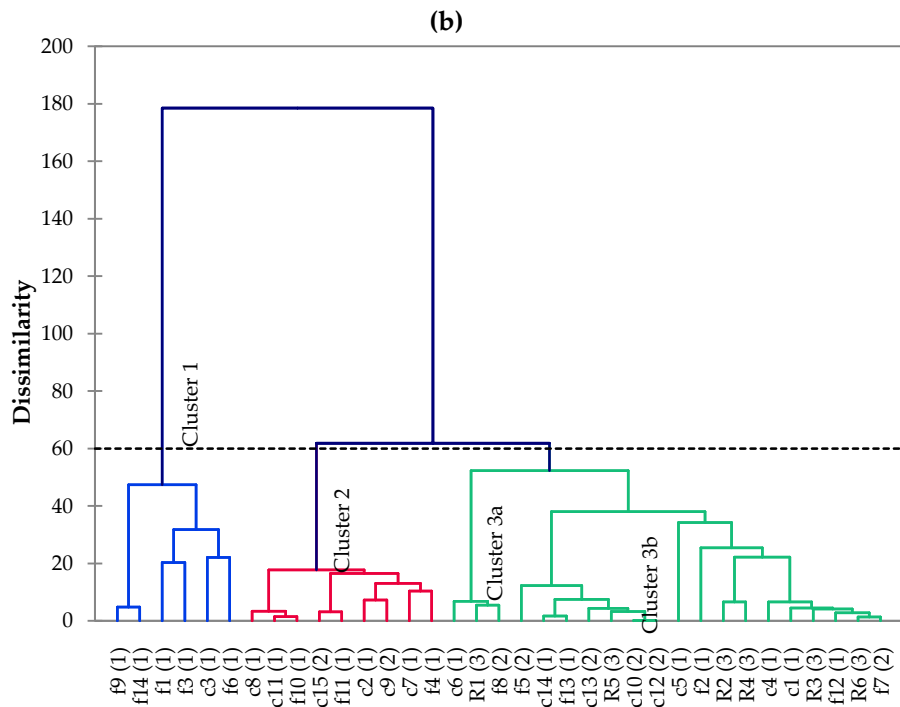 (b)
200
180
160
140
120
100
80
60
40
20
0
Dissimilarity
Cluster 1
Cluster 2
Cluster 3a
Cluster 3b
f9 (1)
f14 (1)
f1 (1)
f3 (1)
c3 (1)
f6 (1)
c8 (1)
c11 (1)
f10 (1)
c15 (2)
f11 (1)
c2 (1)
c9 (2)
c7 (1)
f4 (1)
c6 (1)
R1 (3)
f8 (2)
f5 (2)
c14 (1)
f13 (1)
c13 (2)
R5 (3)
c10 (2)
c12 (2)
c5 (1)
f2 (1)
R2 (3)
R4 (3)
c4 (1)
c1 (1)
R3 (3)
f12 (1)
R6 (3)
f7 (2)